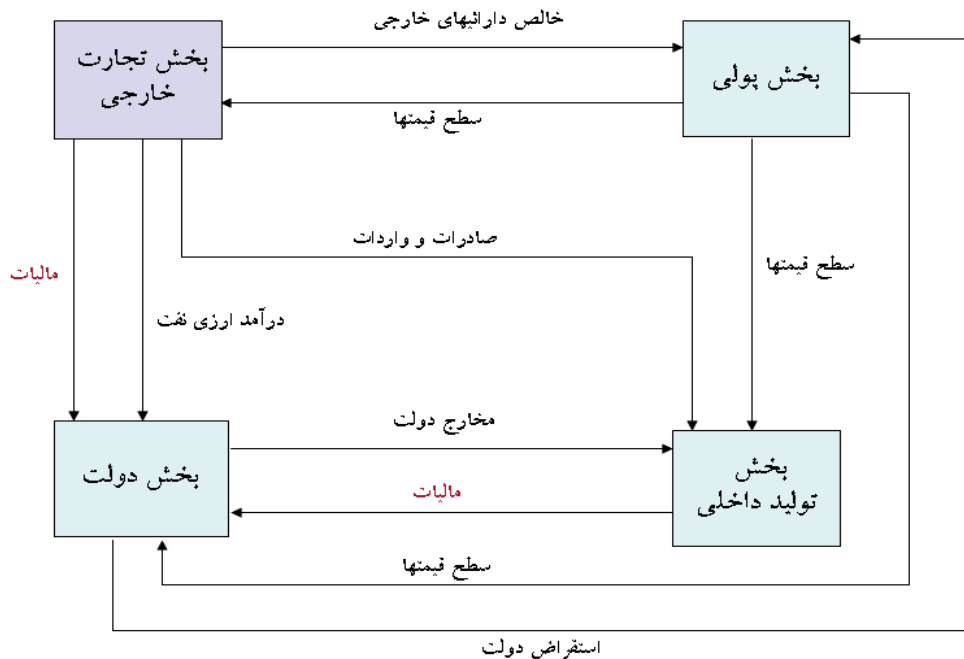 خالص دارائیهای خارجی
بخش تجارت
خارجی
بخش پولی
سطح قیمتها
صادرات و واردات
سطح قیمتها
مالیات
درآمد ارزی نفت
مخارج دولت
بخش دولت
بخش
تولید داخلی
مالیات
سطح قیمتها
استقراض دولت